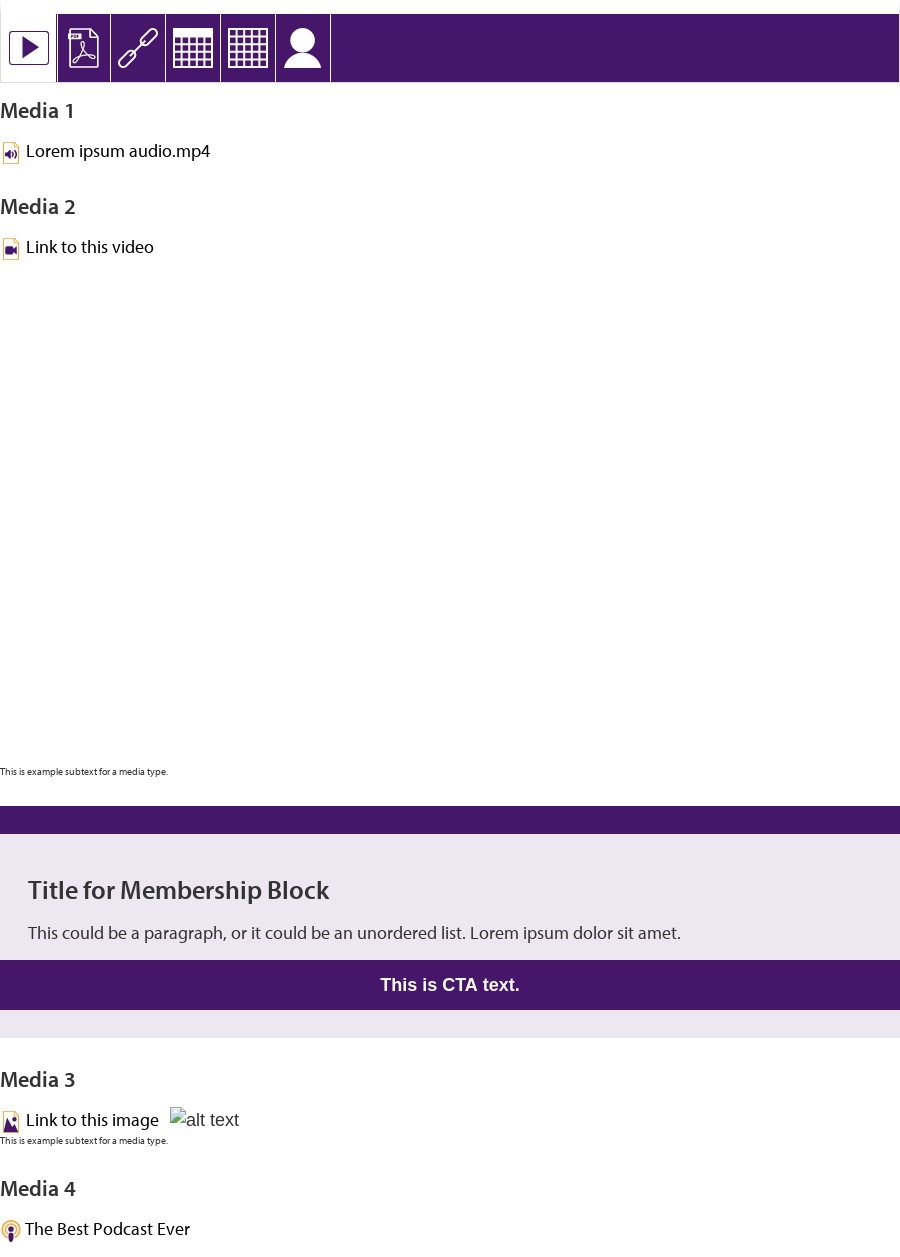 PDF
Media 1
Lorem ipsum audio.mp4
Media 2
Link to this video
This is example subtext for a media type.
Title for Membership Block
This could be a paragraph, or it could be an unordered list. Lorem ipsum dolor sit amet.
This is CTA text.
Media 3
Link to this image alt text
This is example subtext for a media type.
Media 4
The Best Podcast Ever